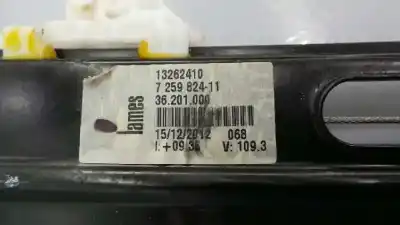 13262410
7 259 824-11
36.201.000
lames
15/12/2012 068
I:+09.36 V: 109.3